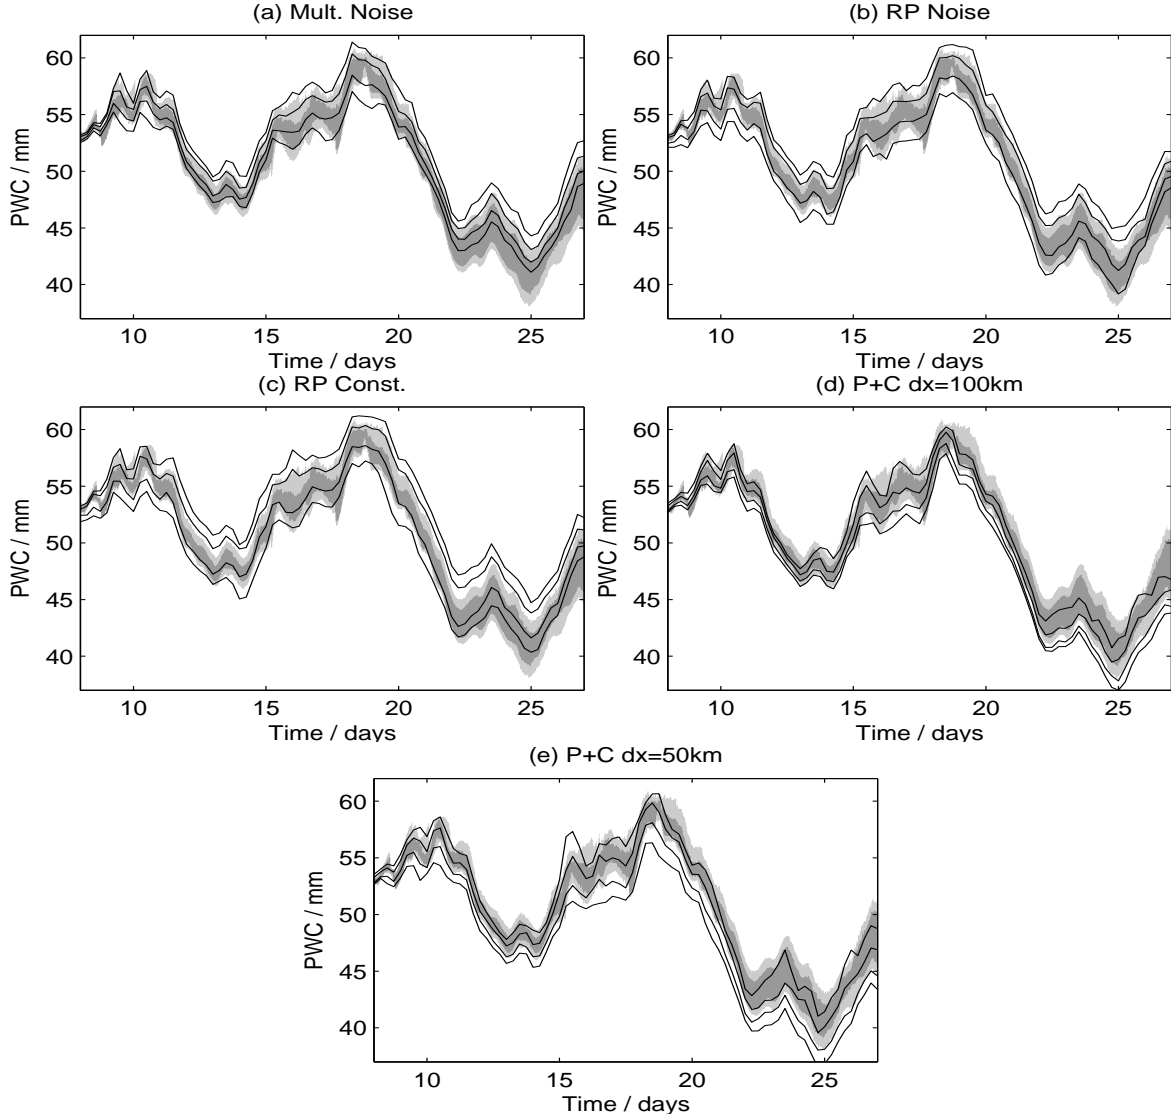 (a) Mult. Noise
60
55
50
45
40
PWC / mm
10 15 20 25
Time / days
(b) RP Noise
60
55
50
45
40
PWC / mm
10 15 20 25
Time / days
(c) RP Const.
60
55
50
45
40
PWC / mm
10 15 20 25
Time / days
(d) P+C dx=100km
60
55
50
45
40
PWC / mm
10 15 20 25
Time / days
(e) P+C dx=50km
60
55
50
45
40
PWC / mm
10 15 20 25
Time / days